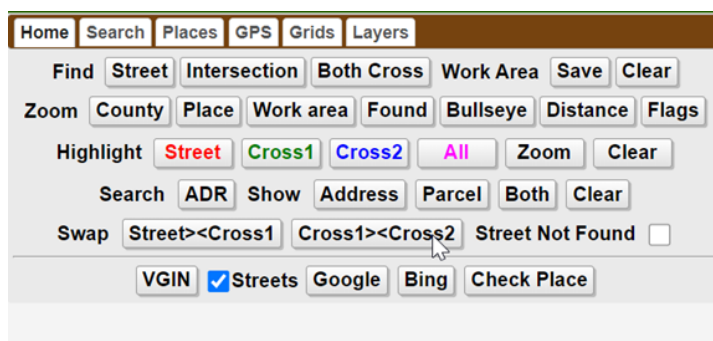 Home Search Places GPS Grids Layers
Find Street Intersection Both Cross Work Area Save Clear
Zoom County Place Work area Found Bullseye Distance Flags
Highlight Street Cross1 Cross2 All Zoom Clear
Search ADR Show Address Parcel Both Clear
Swap Street><Cross1 Cross1><Cross2 Street Not Found
VGIN Streets Google Bing Check Place